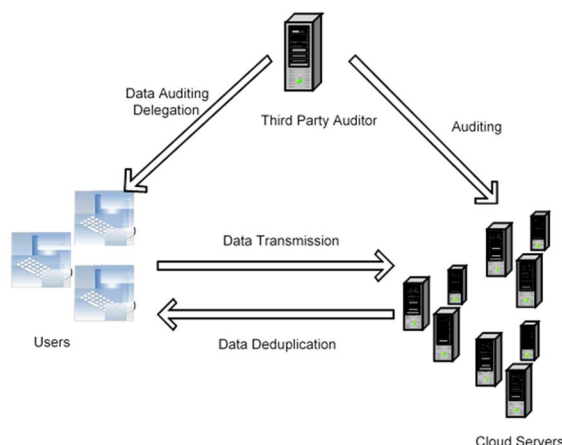 Data Auditing
Delegation
Third Party Auditor
Auditing
Data Transmission
Users
Data Deduplication
Cloud Servers